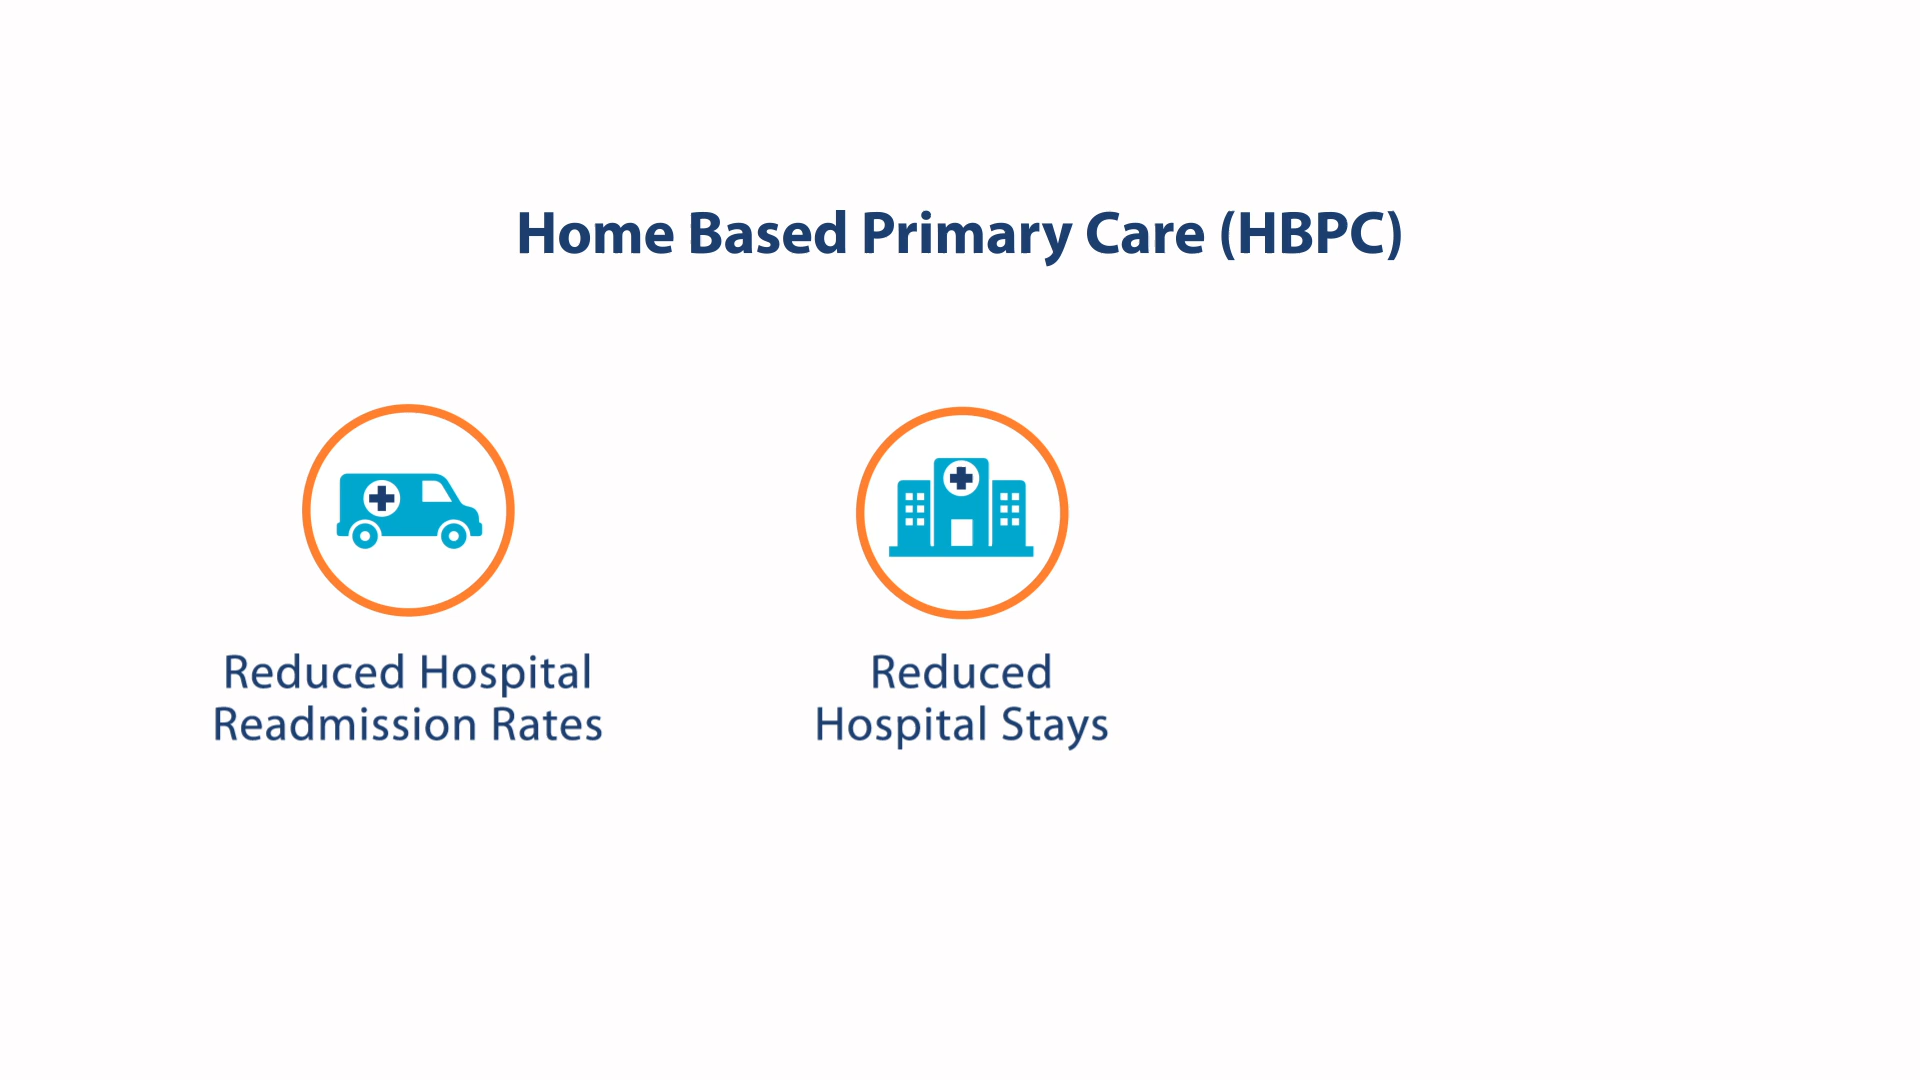 Home Based Primary Care (HBPC)
Reduced Hospital
Readmission Rates
Reduced
Hospital Stays